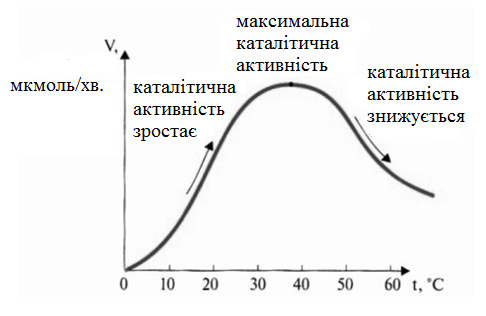 максимальна
каталітична
активність
V,
мкмоль/хв.
каталітична
активність
зростає
каталітична
активність
знижується
0 10 20 30 40 50 60 t, °C